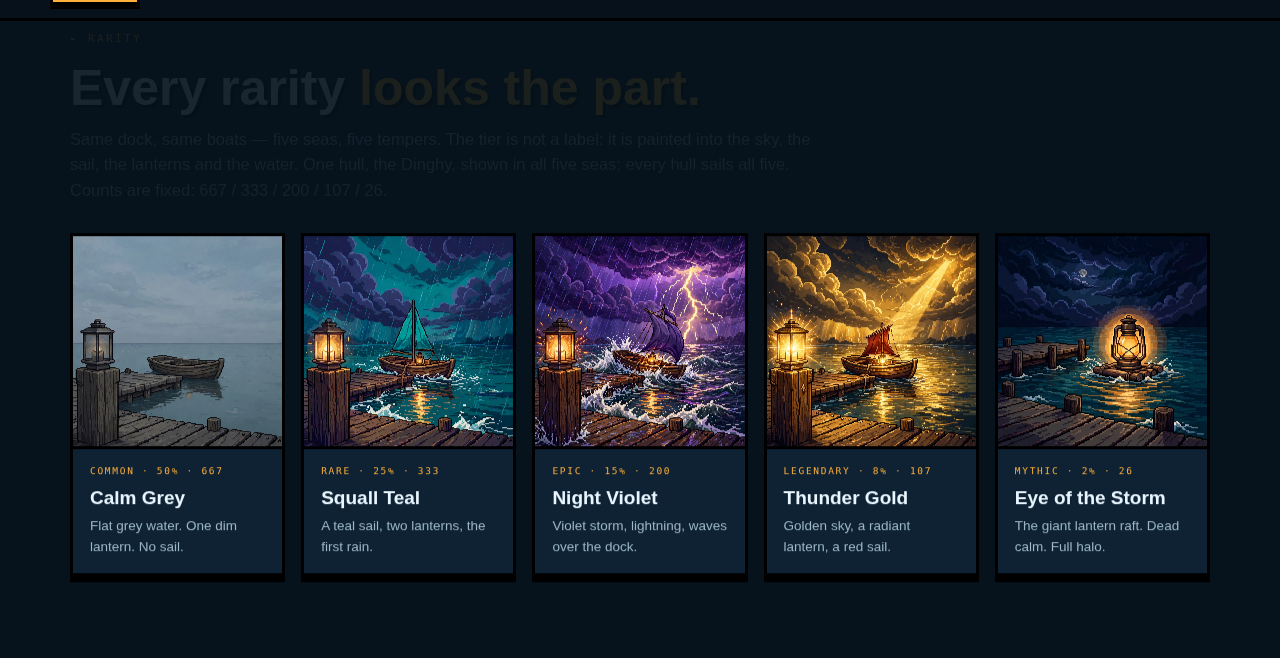 - RARITY
Every rarity looks the part.
Same dock, same boats — five seas, five tempers. The tier is not a label: it is painted into the sky, the
sail, the lanterns and the water. One hull, the Dinghy, shown in all five seas; every hull sails all five.
Counts are fixed: 667 / 333 / 200 / 107 / 26.
COMMON · 50% · 667
Calm Grey
Flat grey water. One dim
lantern. No sail.
RARE · 25% · 333
Squall Teal
A teal sail, two lanterns, the
first rain.
EPIC · 15% · 200
Night Violet
Violet storm, lightning, waves
over the dock.
LEGENDARY · 8% · 107
Thunder Gold
Golden sky, a radiant
lantern, a red sail.
MYTHIC · 2% · 26
Eye of the Storm
The giant lantern raft. Dead
calm. Full halo.